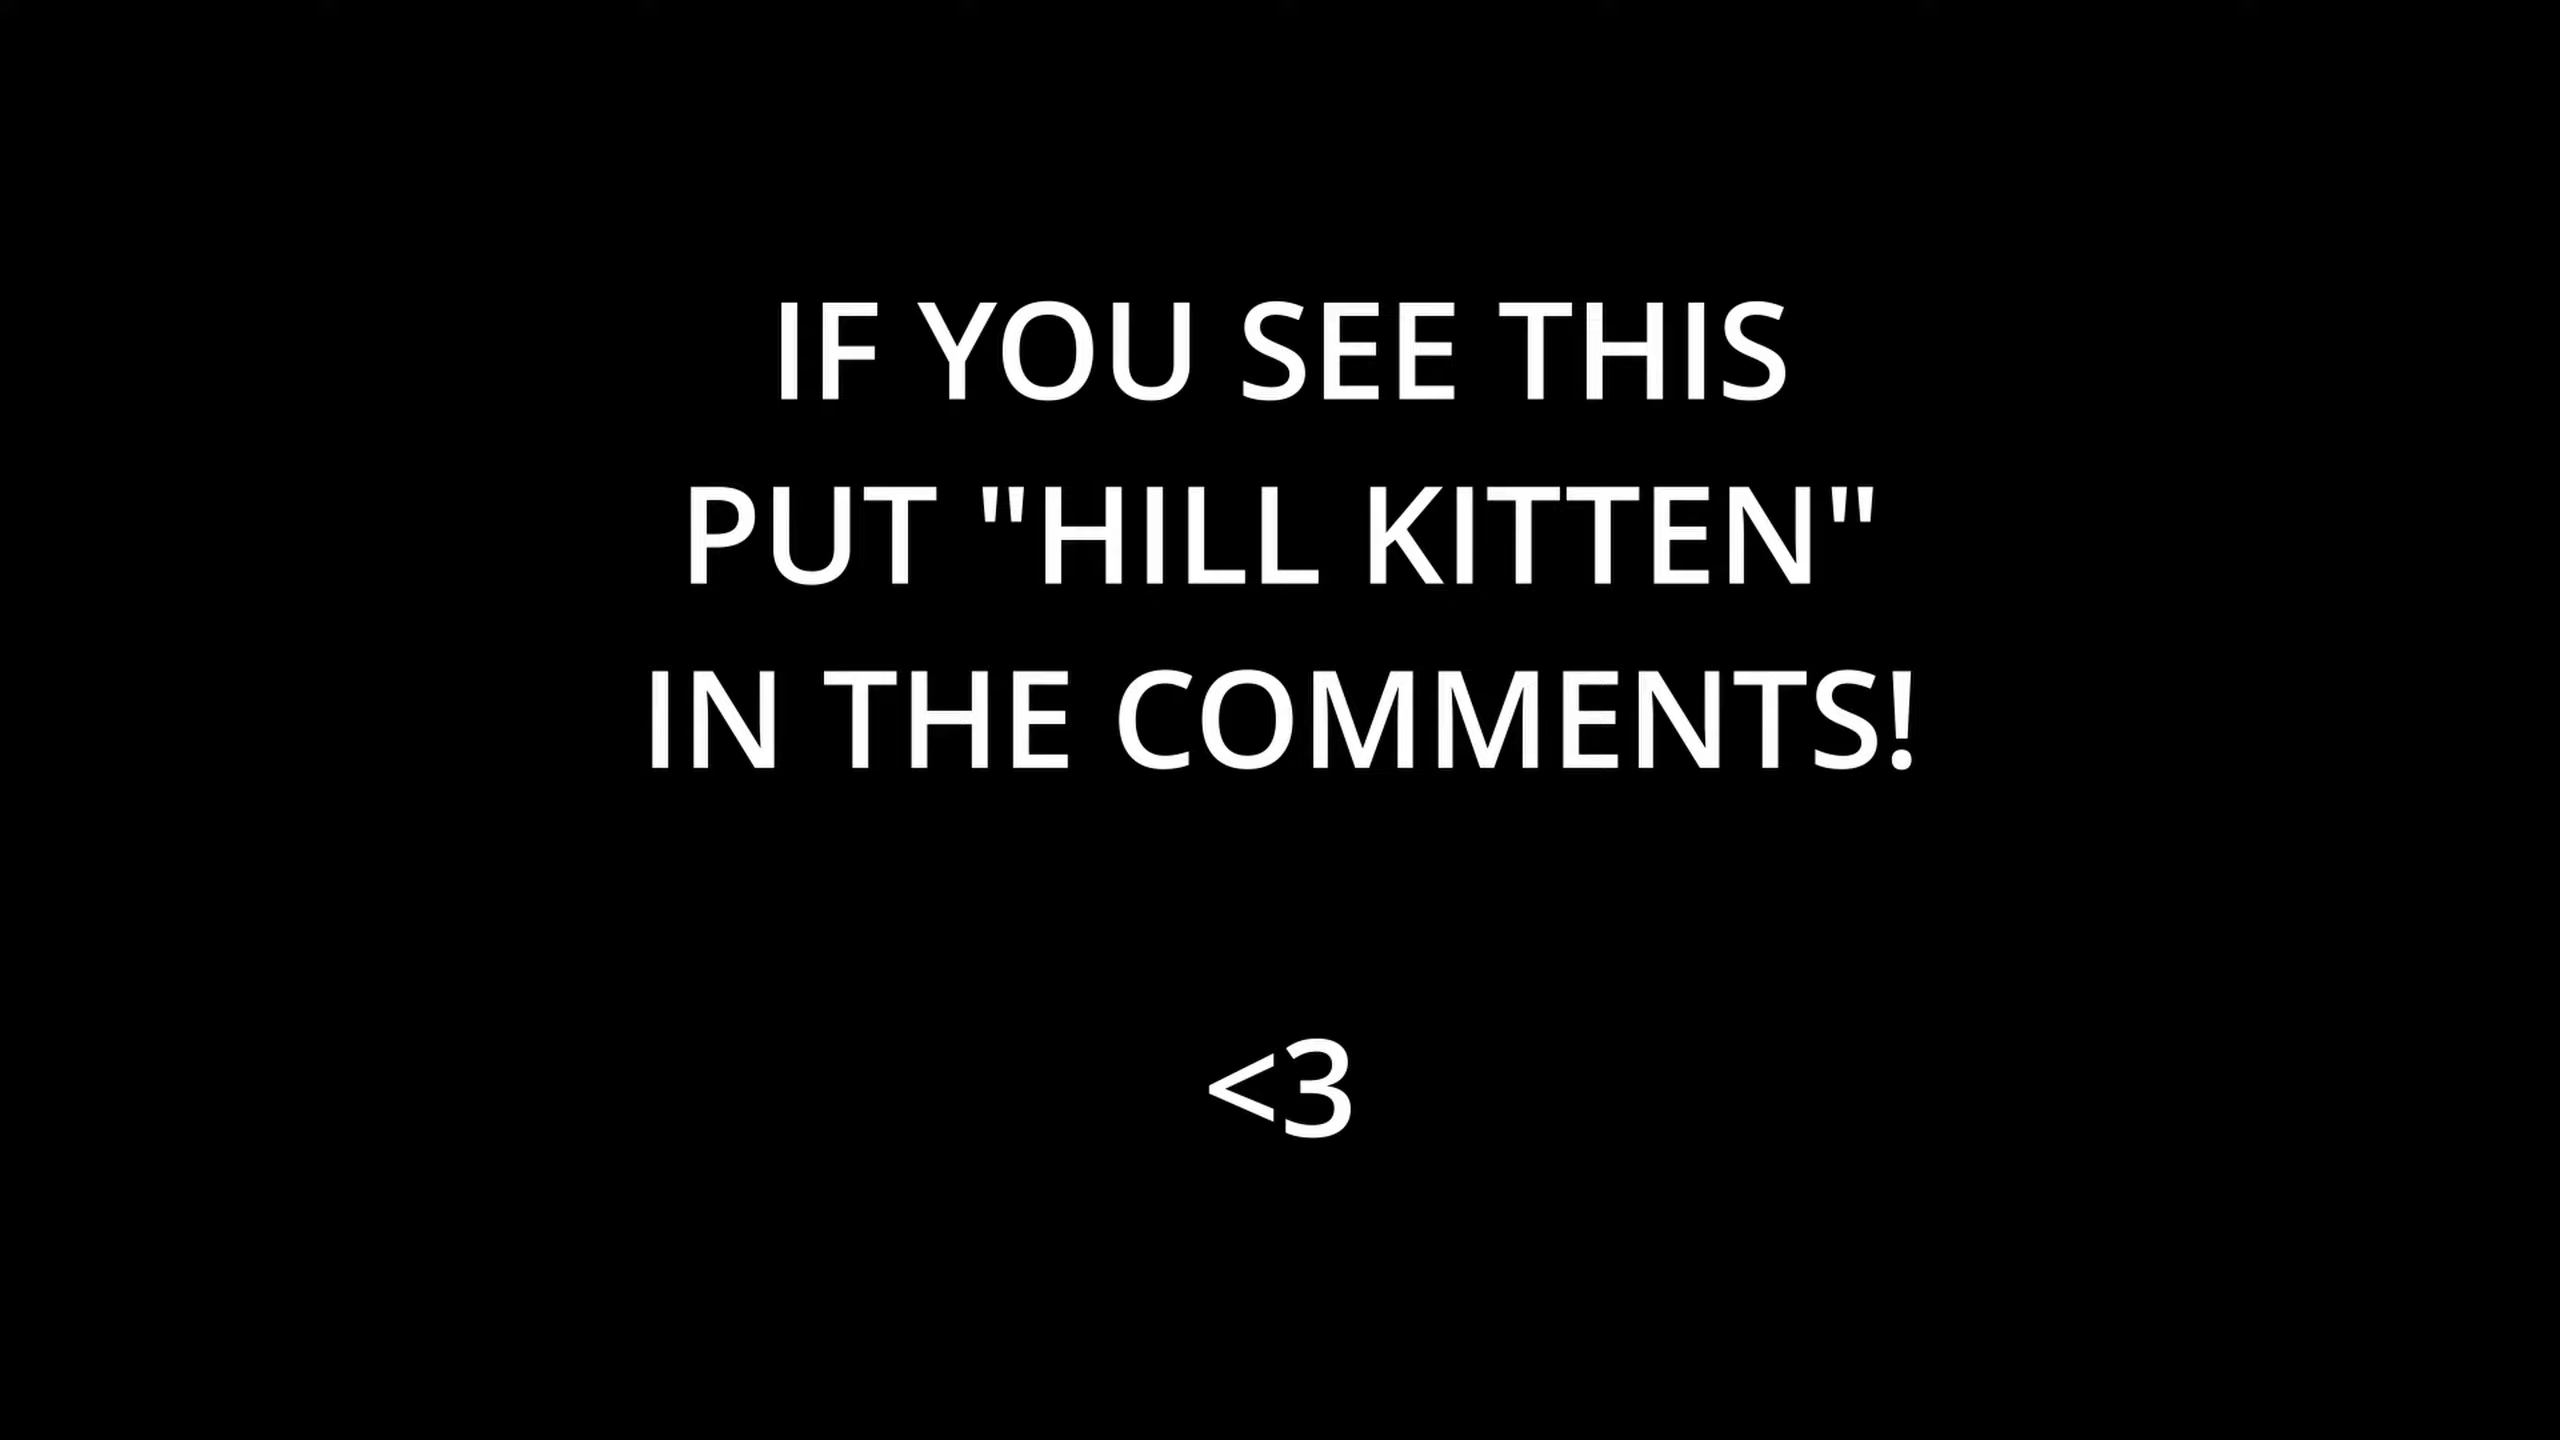 IF YOU SEE THIS
PUT "HILL KITTEN"
IN THE COMMENTS!
<3